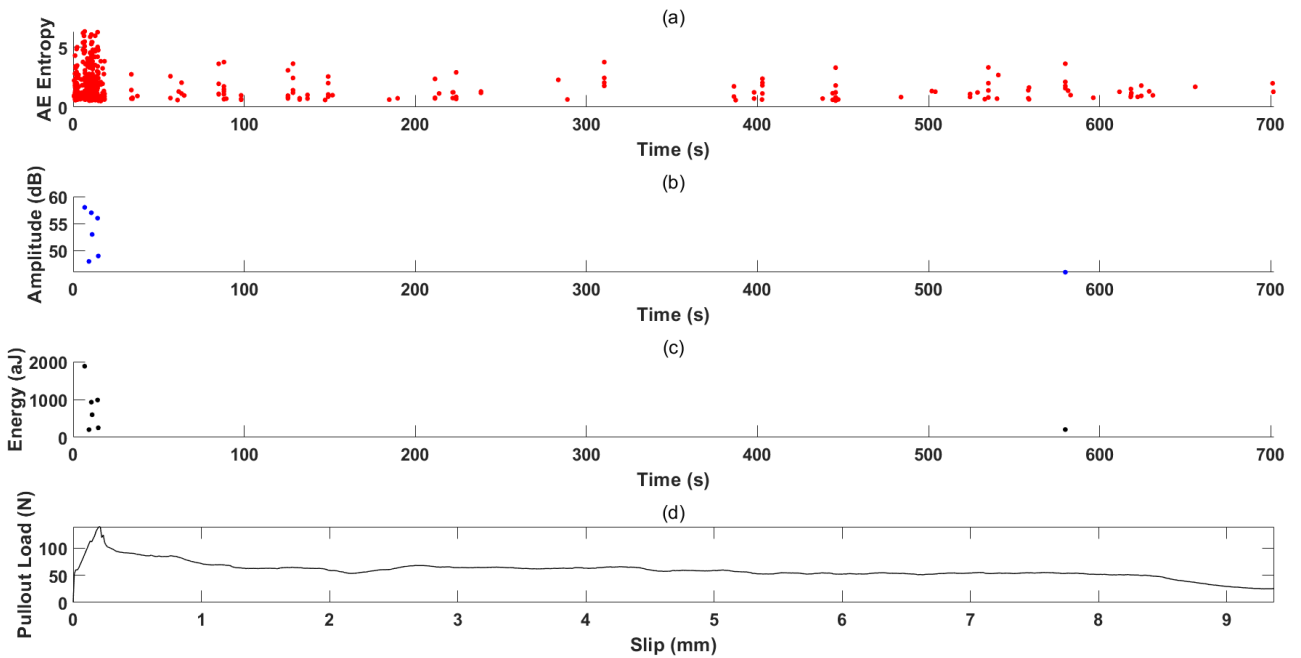 (a)
AE Entropy
5
0
0 100 200 300 400 500 600 700
Time (s)
(b)
Amplitude (dB)
60
55
50
0 100 200 300 400 500 600 700
Time (s)
(c)
Energy (aJ)
2000
1000
0
0 100 200 300 400 500 600 700
Time (s)
(d)
Pullout Load (N)
100
50
0
0 1 2 3 4 5 6 7 8 9
Slip (mm)